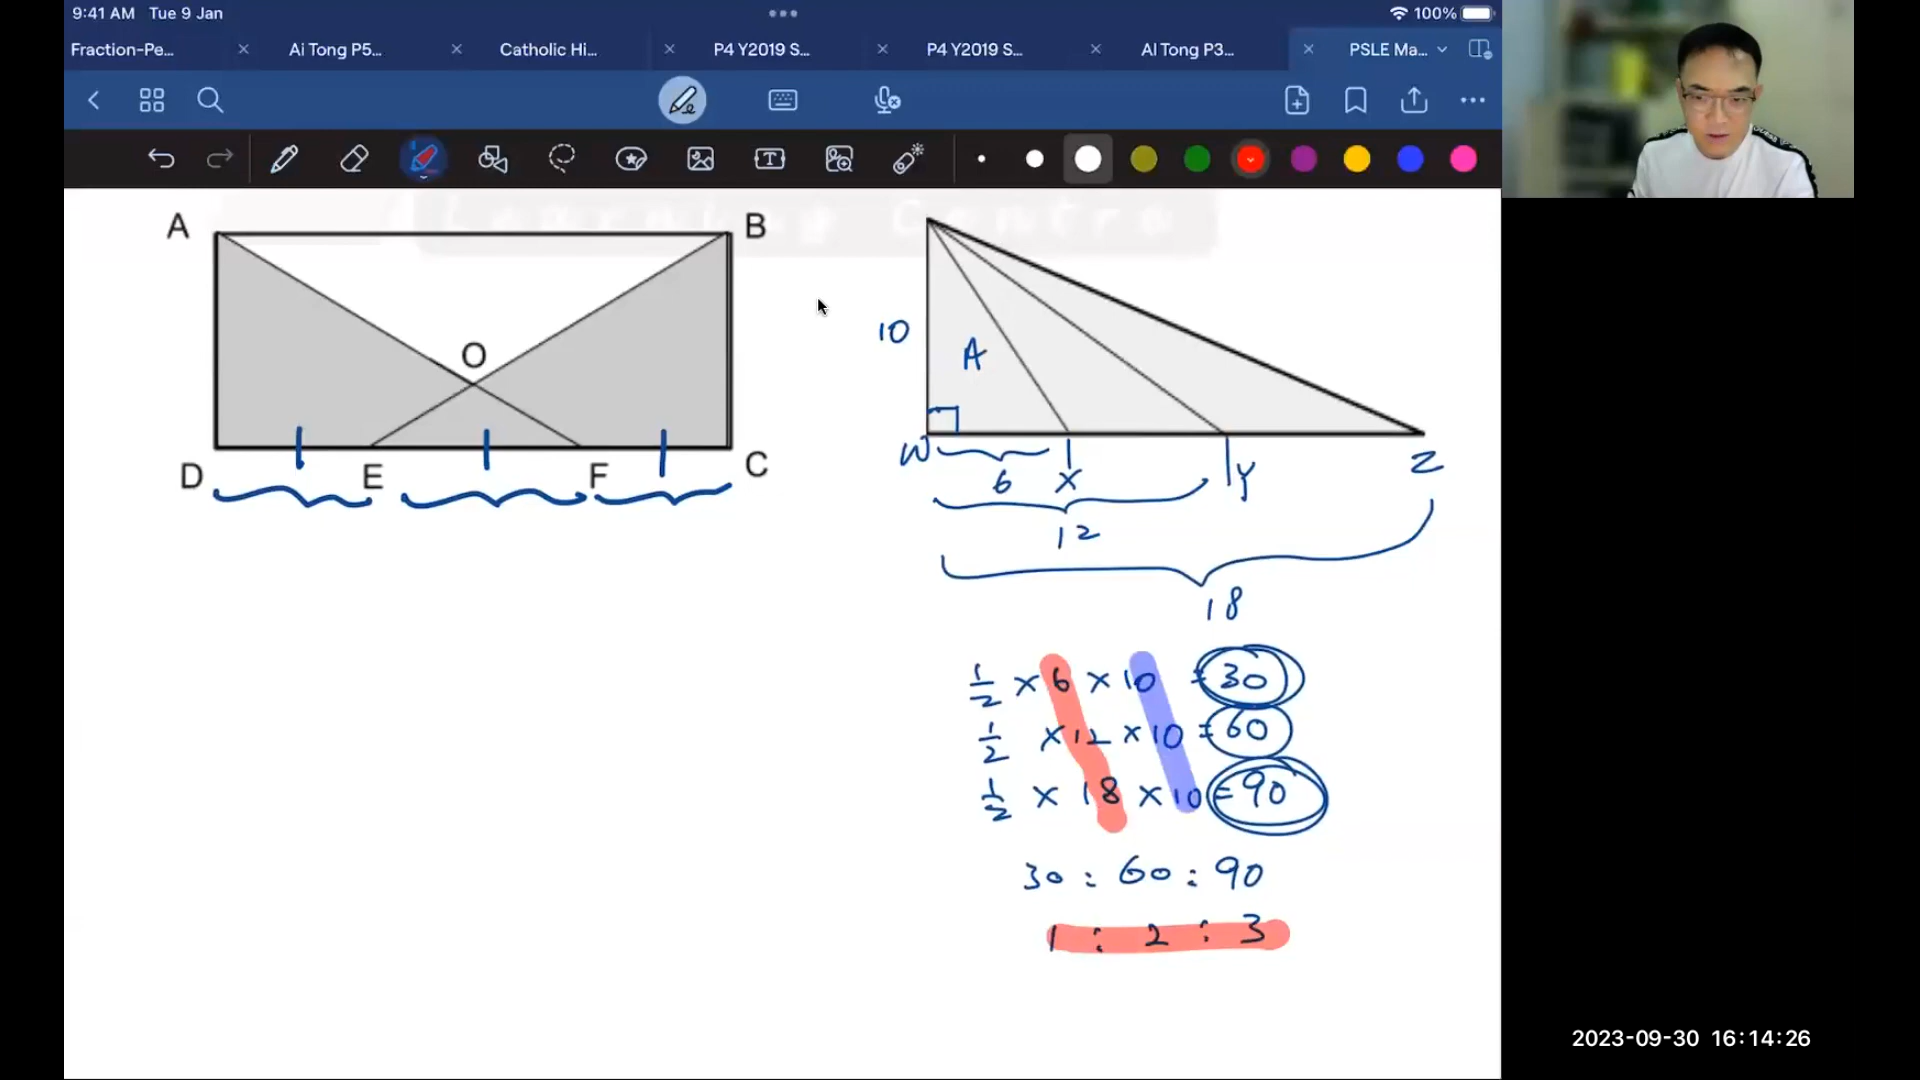 9:41 AM Tue 9 Jan
100%
Fraction-Pe... Ai Tong P5... Catholic Hi... P4 Y2019 S... P4 Y2019 S... AI Tong P3... PSLE Ma...
Learning Centre
A B
O
D E F C
10
A
W X Y Z
6
12
18
1/2 × 6 × 10 = 30
1/2 × 12 × 10 = 60
1/2 × 18 × 10 = 90
30 : 60 : 90
1 : 2 : 3
2023-09-30 16:14:26